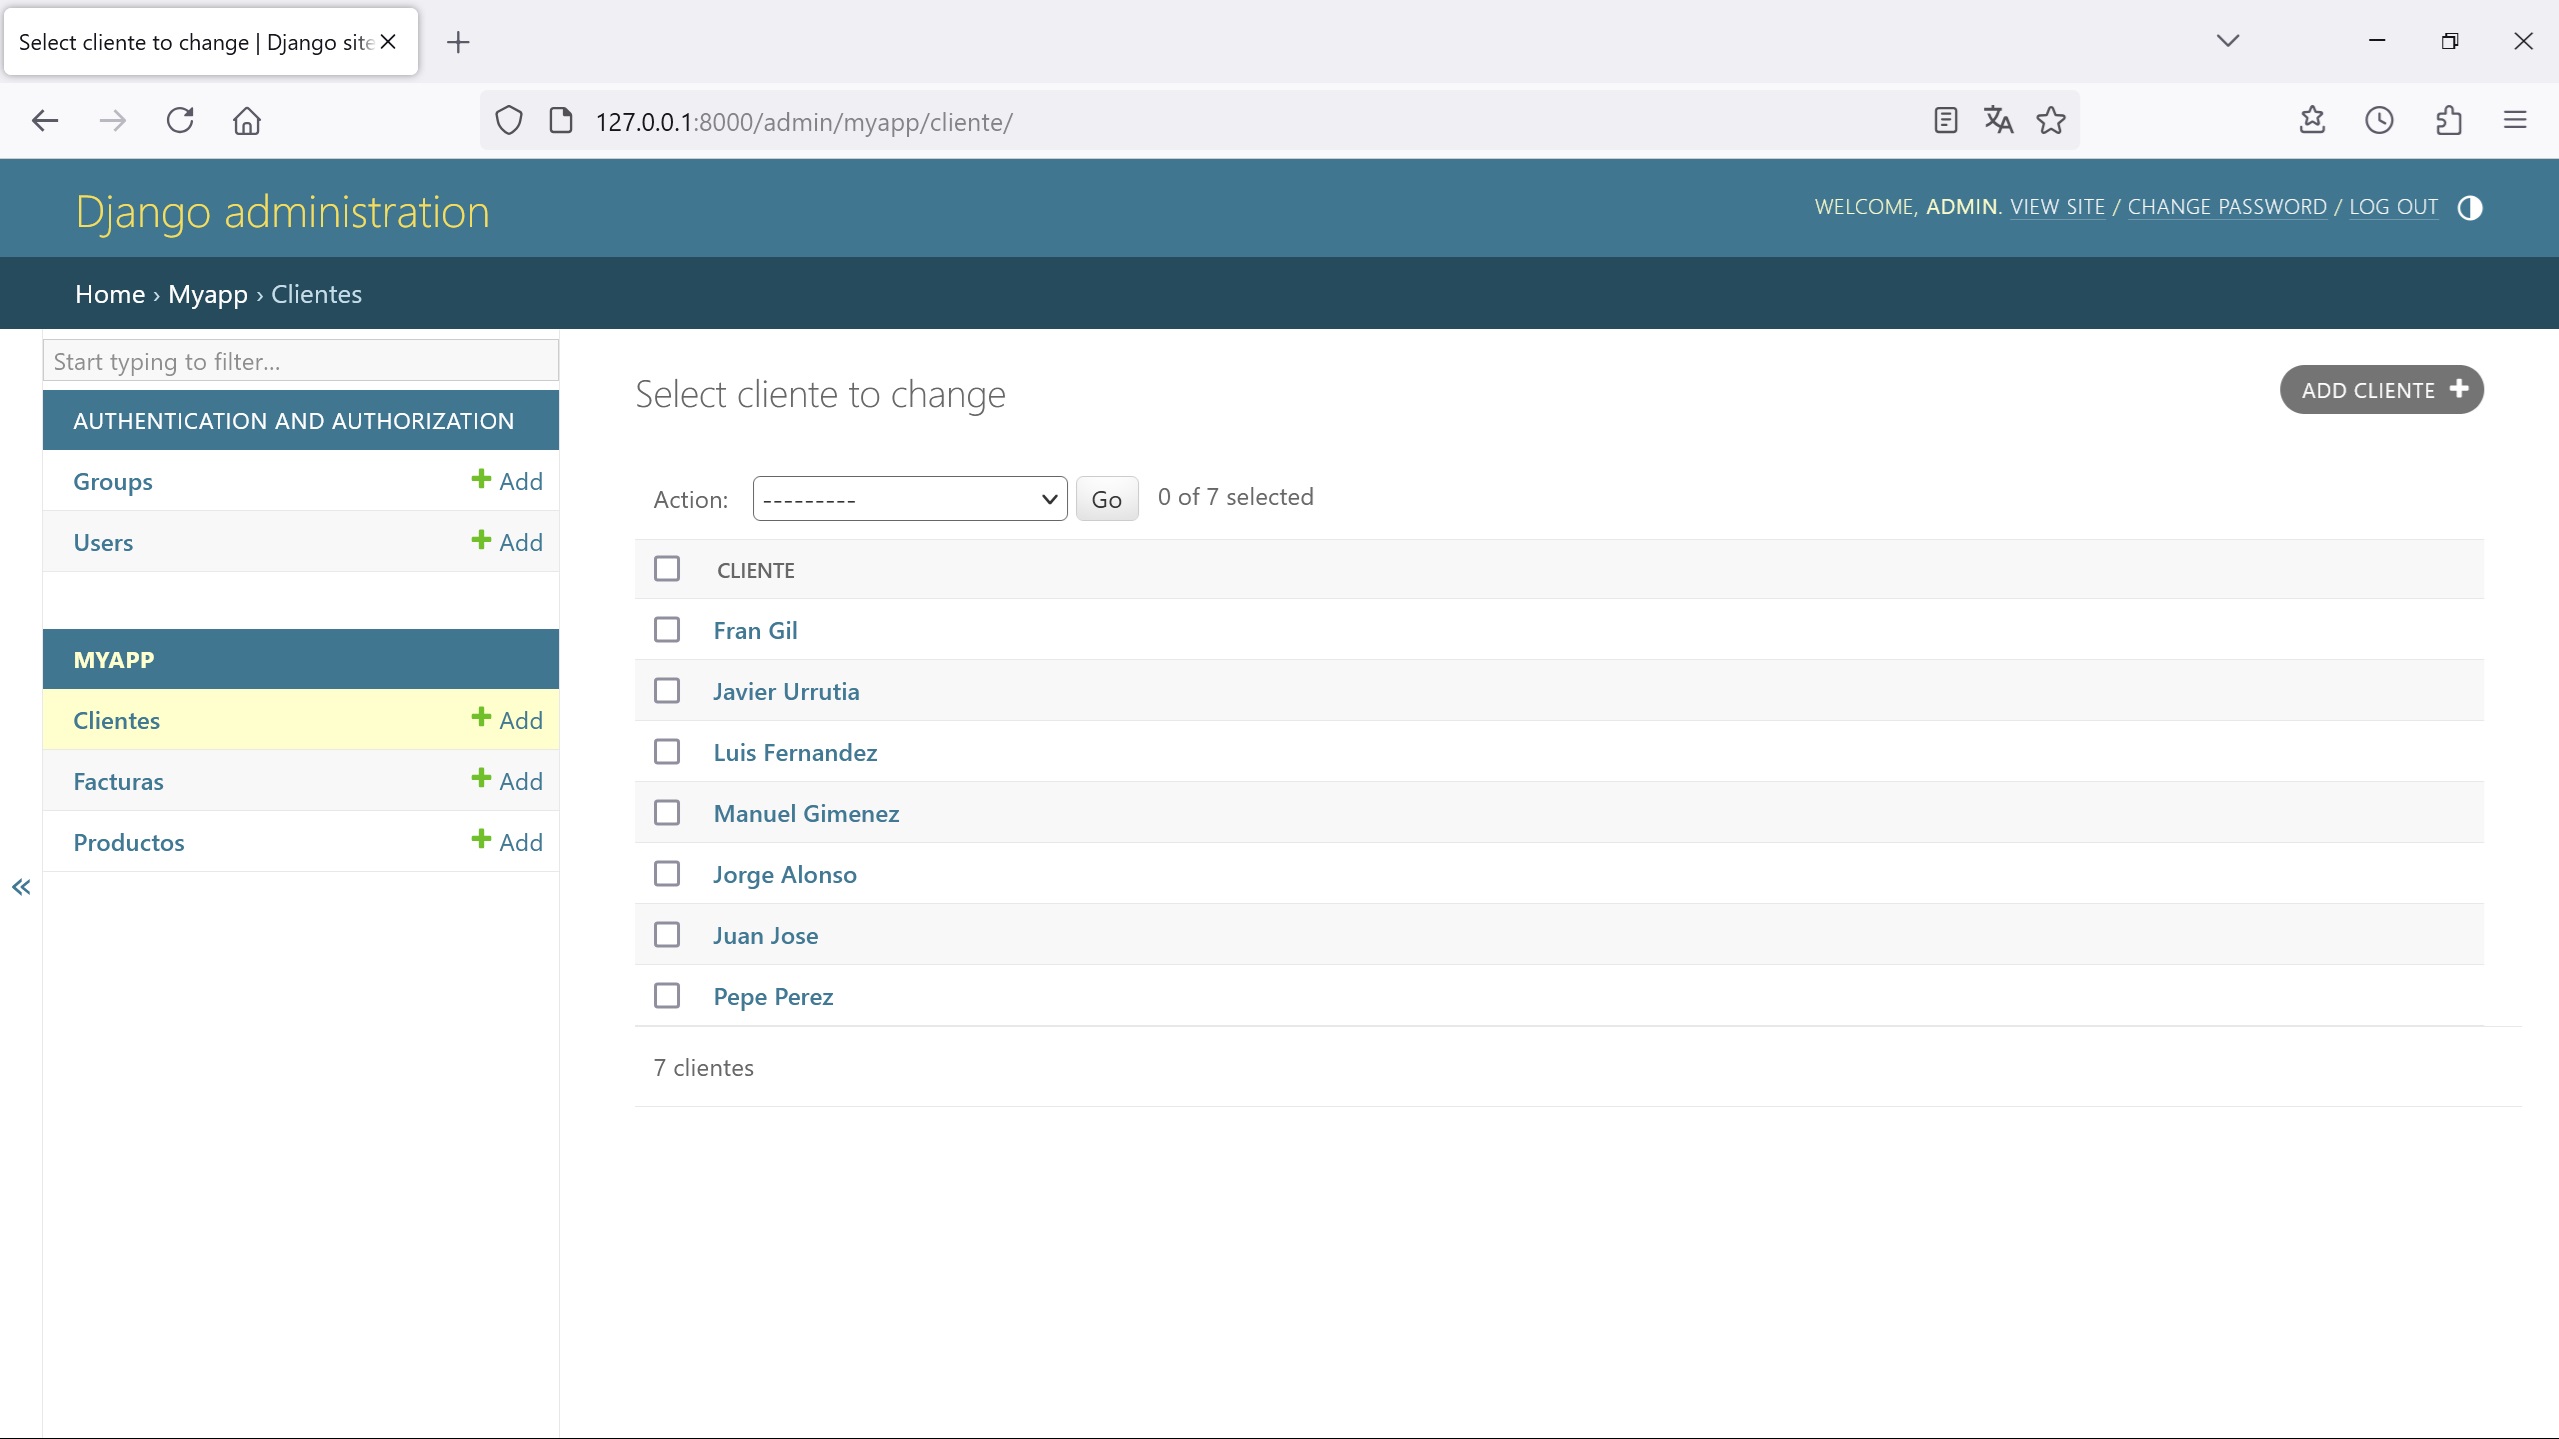 Select cliente to change | Django site
127.0.0.1:8000/admin/myapp/cliente/
Django administration
WELCOME, ADMIN. VIEW SITE / CHANGE PASSWORD / LOG OUT
Home › Myapp › Clientes
Start typing to filter...
AUTHENTICATION AND AUTHORIZATION
Groups Add
Users Add
MYAPP
Clientes Add
Facturas Add
Productos Add
«
Select cliente to change
ADD CLIENTE +
Action: --------- Go 0 of 7 selected
CLIENTE
Fran Gil
Javier Urrutia
Luis Fernandez
Manuel Gimenez
Jorge Alonso
Juan Jose
Pepe Perez
7 clientes